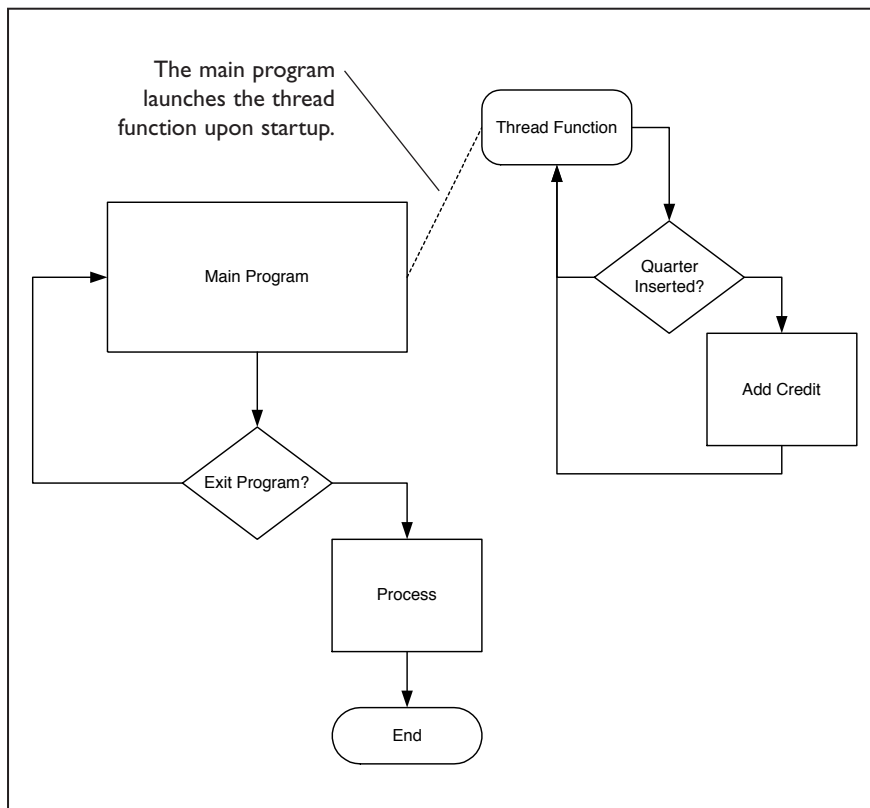 The main program
launches the thread
function upon startup.
Thread Function
Main Program
Quarter
Inserted?
Add Credit
Exit Program?
Process
End